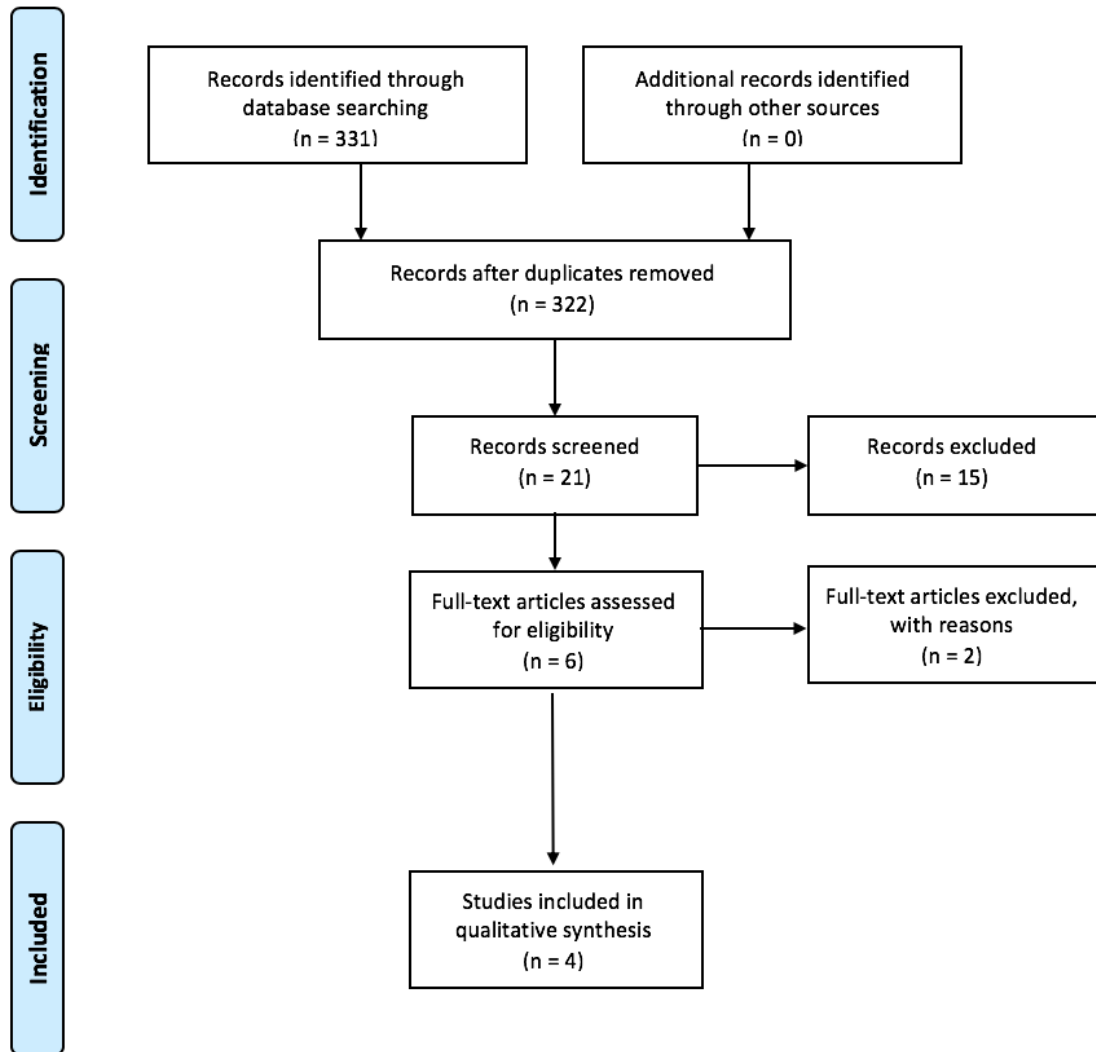 Identification
Records identified through
database searching
(n = 331)
Additional records identified
through other sources
(n = 0)
Records after duplicates removed
(n = 322)
Screening
Records screened
(n = 21)
Records excluded
(n = 15)
Eligibility
Full-text articles assessed
for eligibility
(n = 6)
Full-text articles excluded,
with reasons
(n = 2)
Included
Studies included in
qualitative synthesis
(n = 4)